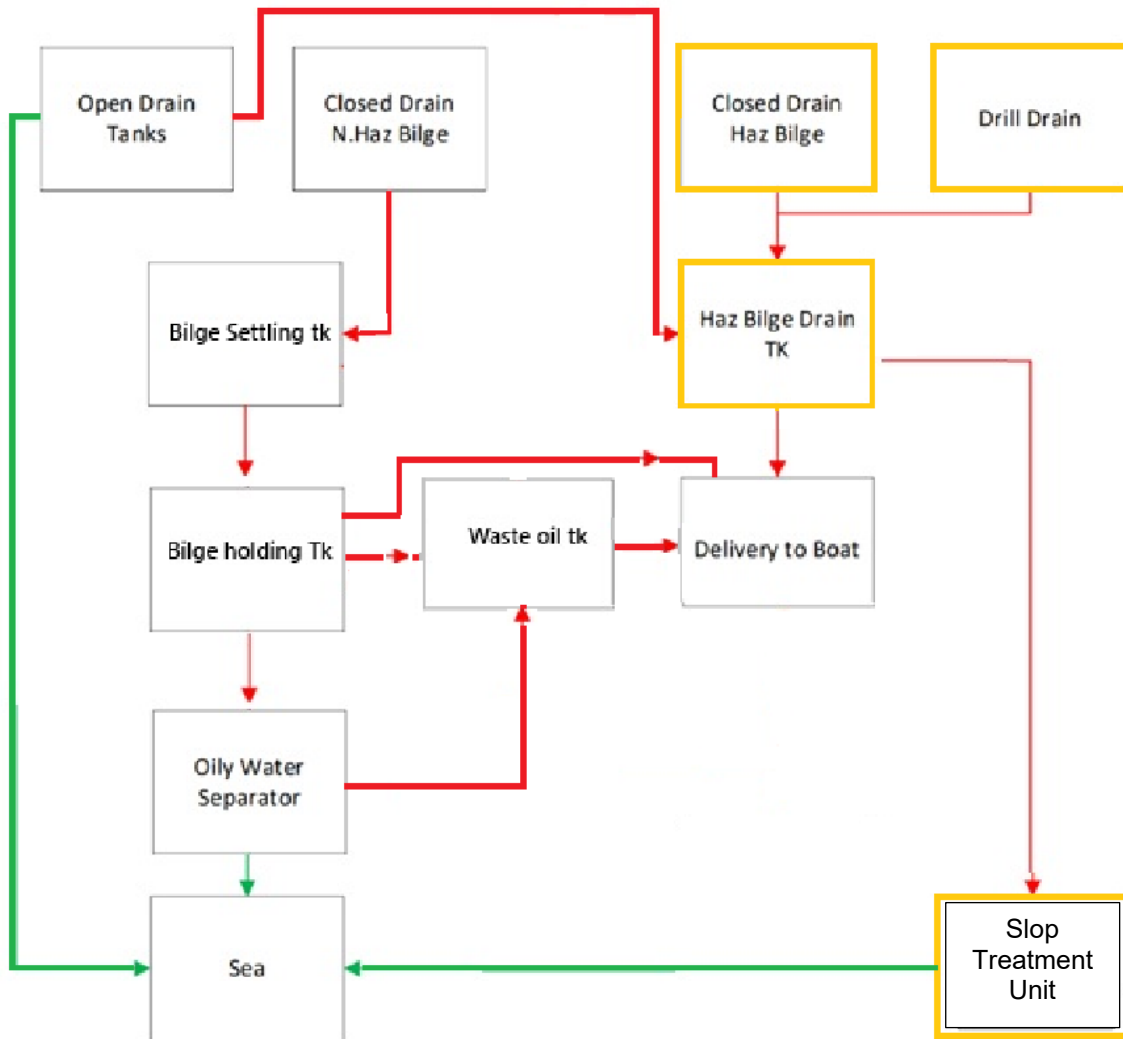 Open Drain
Tanks
Closed Drain
N.Haz Bilge
Closed Drain
Haz Bilge
Drill Drain
Bilge Settling tk
Haz Bilge Drain
TK
Bilge holding Tk
Waste oil tk
Delivery to Boat
Oily Water
Separator
Sea
Slop
Treatment
Unit